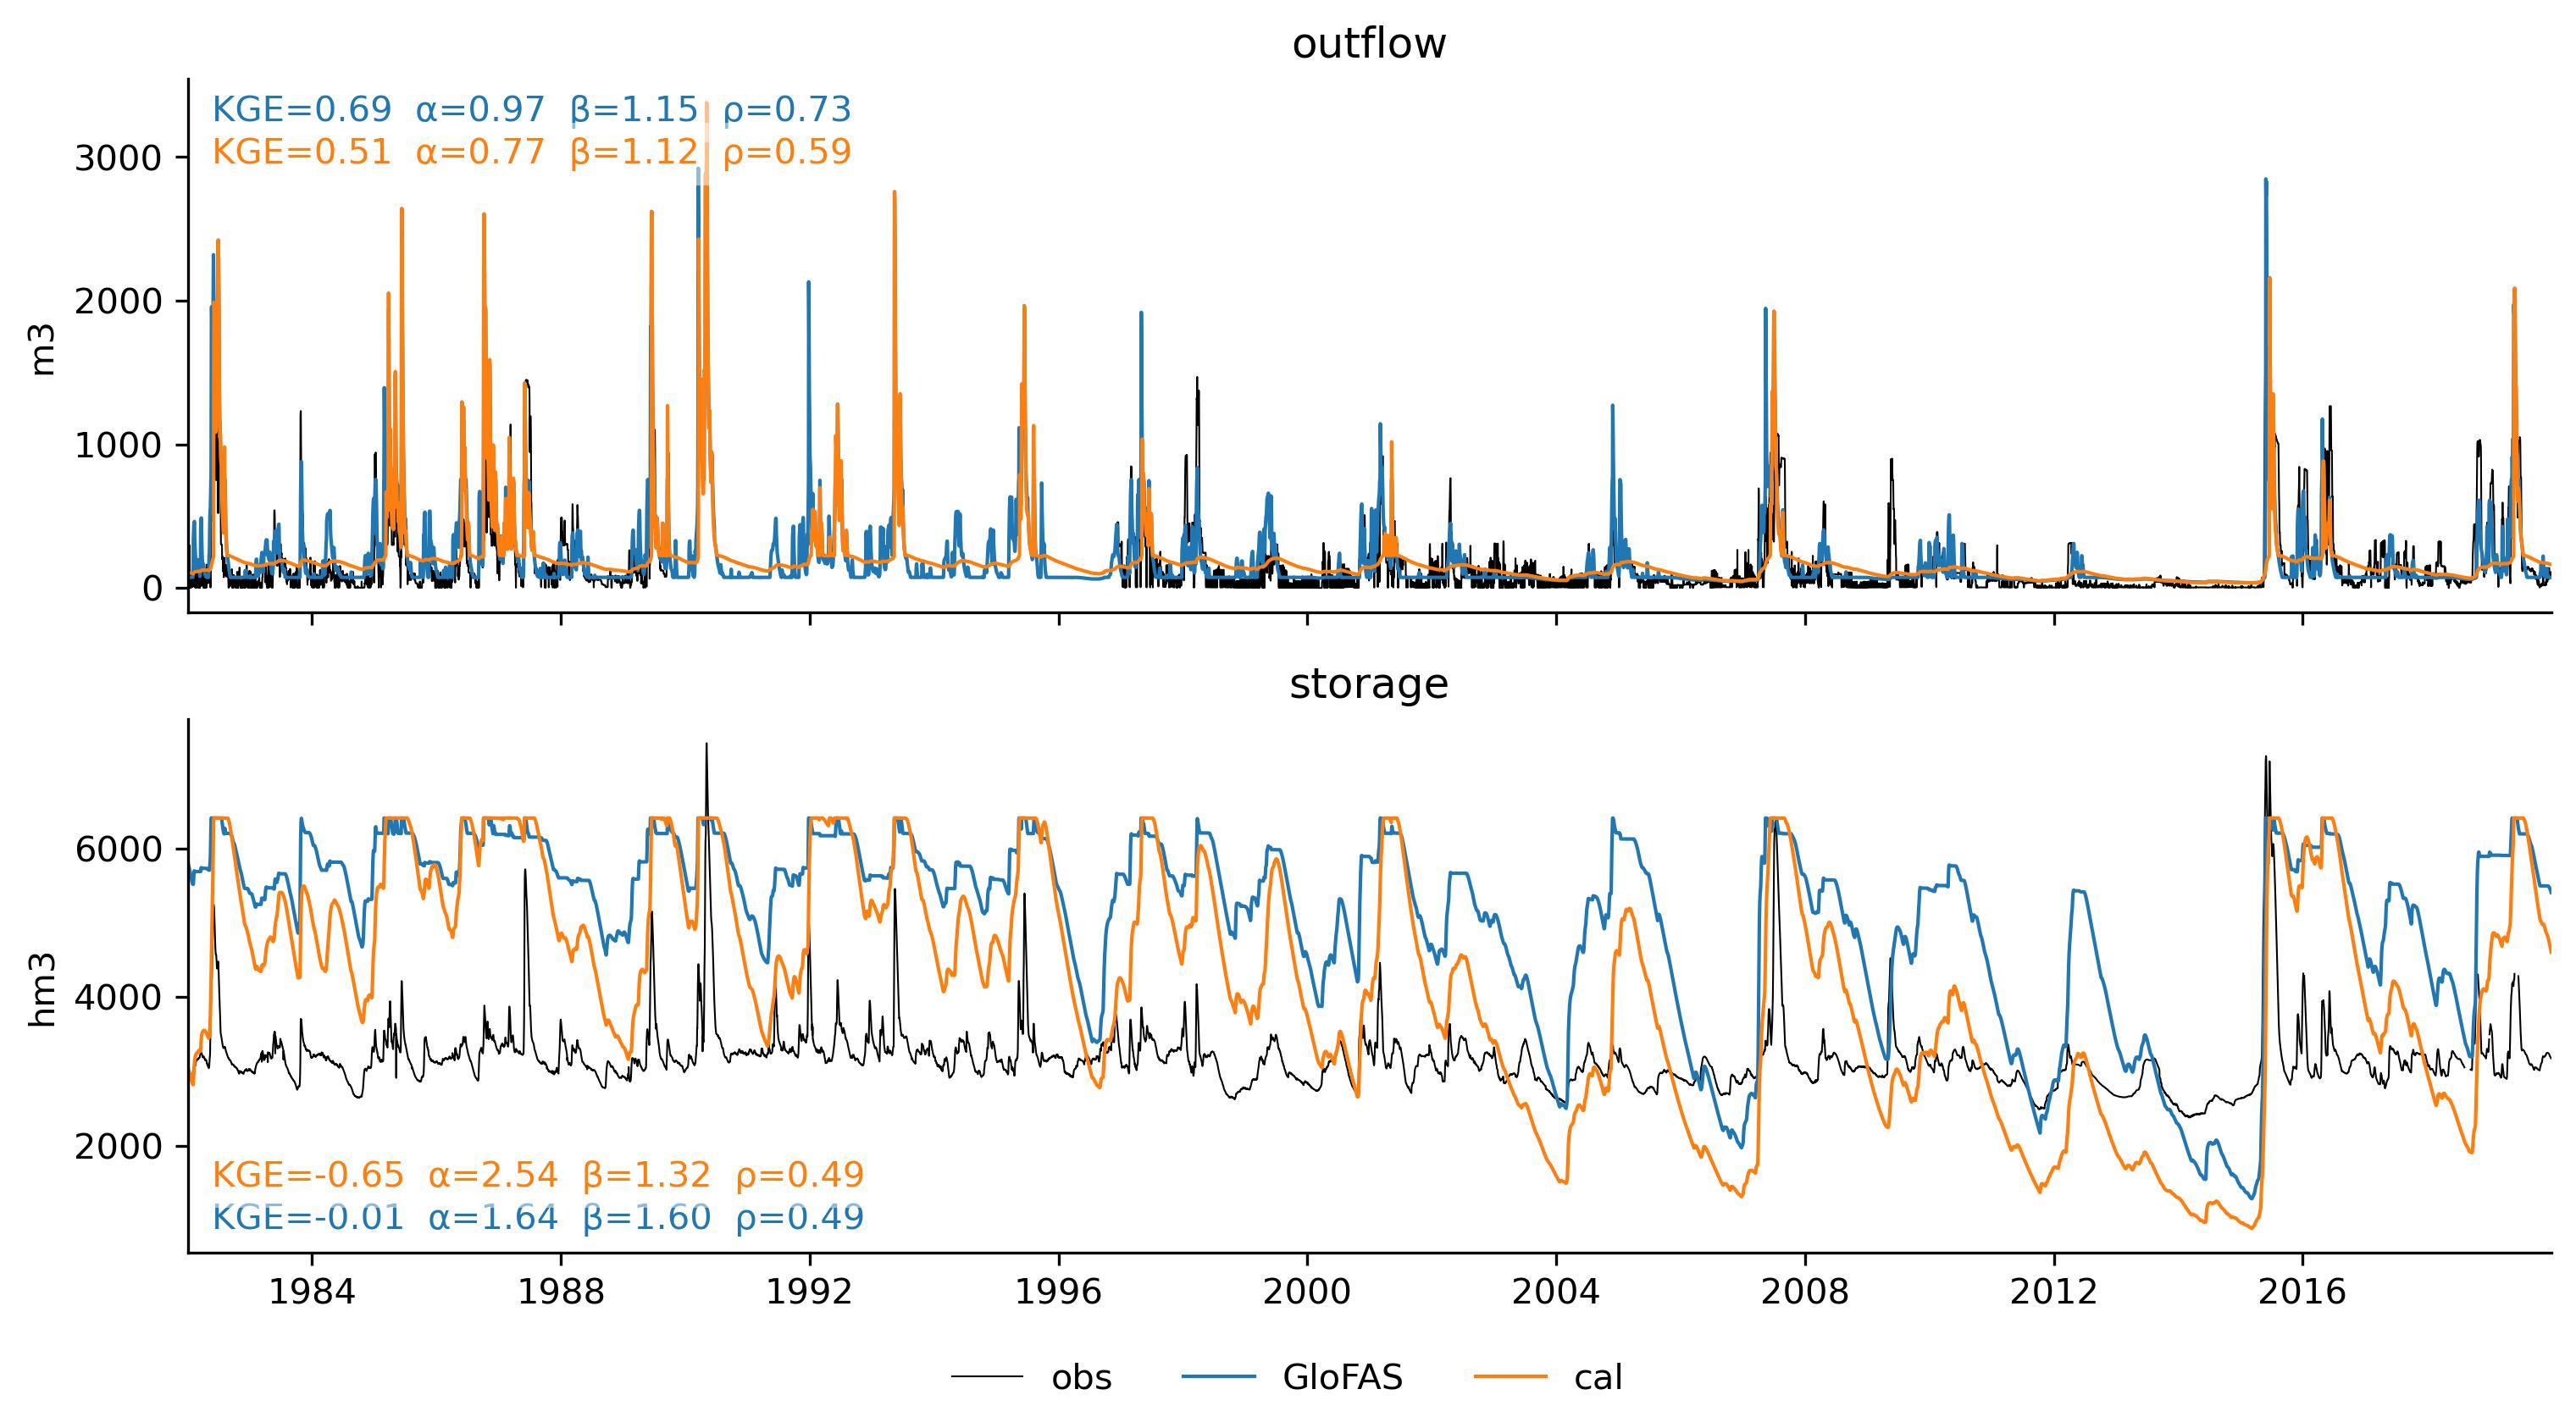 outflow
KGE=0.69 α=0.97 β=1.15 ρ=0.73
KGE=0.51 α=0.77 β=1.12 ρ=0.59
3000
2000
1000
0
m3
storage
6000
4000
2000
hm3
KGE=-0.65 α=2.54 β=1.32 ρ=0.49
KGE=-0.01 α=1.64 β=1.60 ρ=0.49
1984 1988 1992 1996 2000 2004 2008 2012 2016
obs GloFAS cal